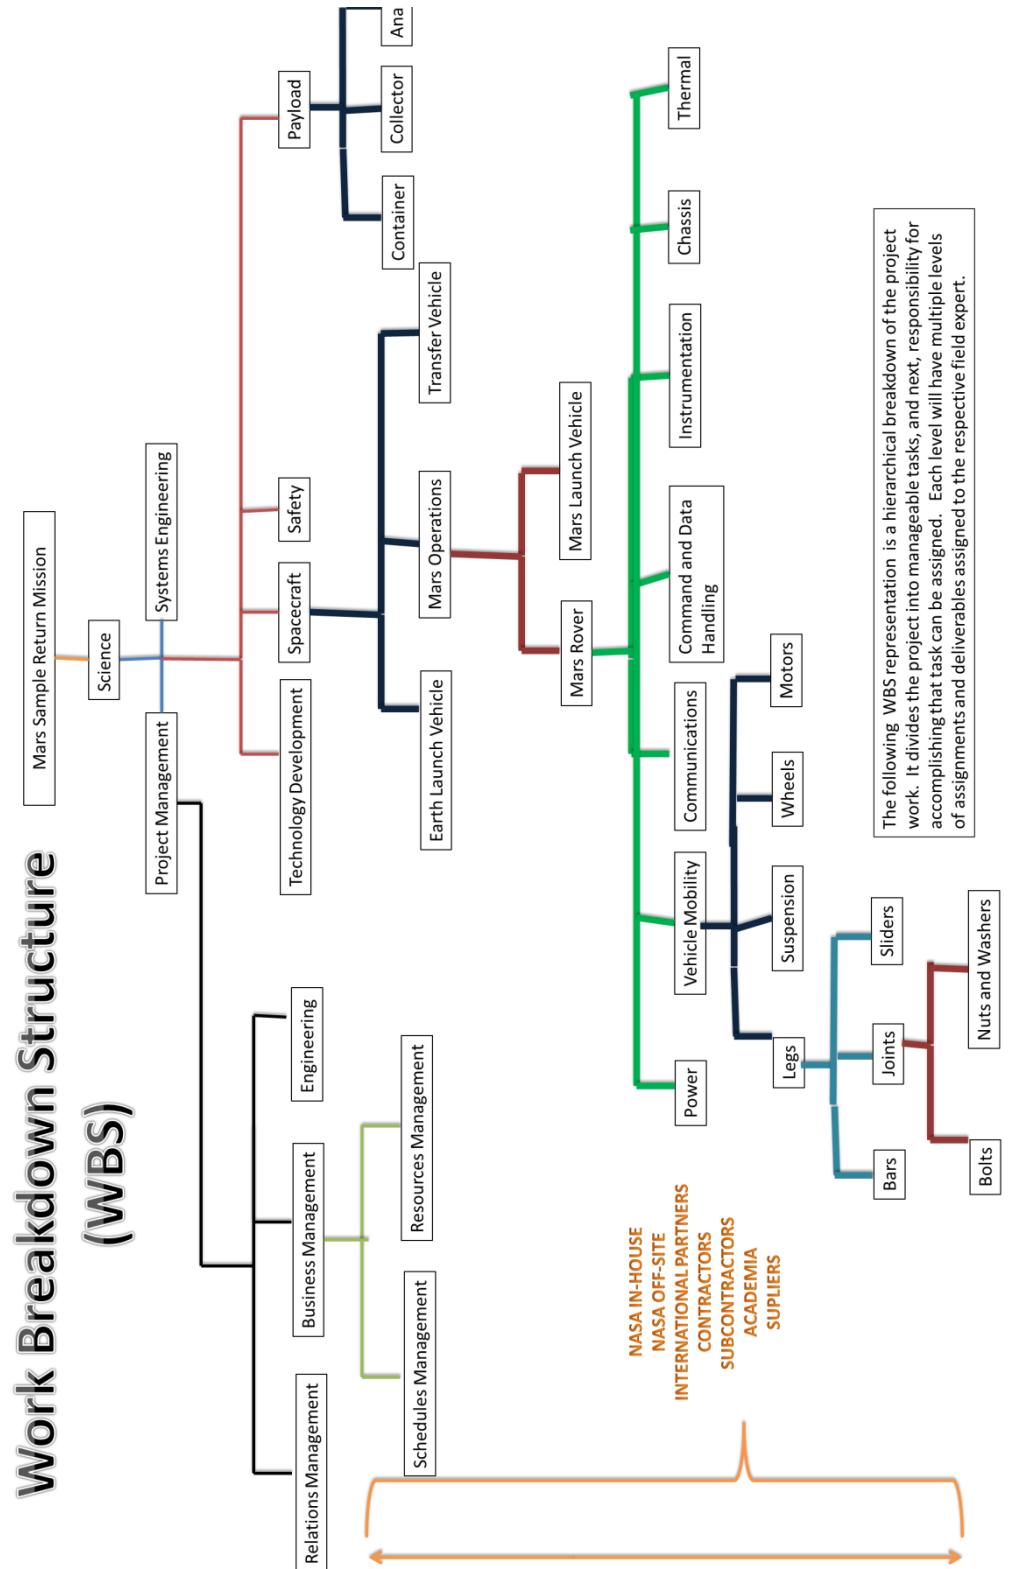 Work Breakdown Structure
(WBS)
Mars Sample Return Mission
Science
Project Management
Systems Engineering
Technology Development
Spacecraft
Safety
Payload
Relations Management
Business Management
Engineering
Schedules Management
Resources Management
Earth Launch Vehicle
Mars Operations
Transfer Vehicle
Container
Collector
Ana
Mars Rover
Mars Launch Vehicle
Power
Vehicle Mobility
Communications
Command and Data
Handling
Instrumentation
Chassis
Thermal
Legs
Suspension
Wheels
Motors
Bars
Joints
Sliders
Bolts
Nuts and Washers
NASA IN-HOUSE
NASA OFF-SITE
INTERNATIONAL PARTNERS
CONTRACTORS
SUBCONTRACTORS
ACADEMIA
SUPLIERS
The following WBS representation is a hierarchical breakdown of the project
work. It divides the project into manageable tasks, and next, responsibility for
accomplishing that task can be assigned. Each level will have multiple levels
of assignments and deliverables assigned to the respective field expert.